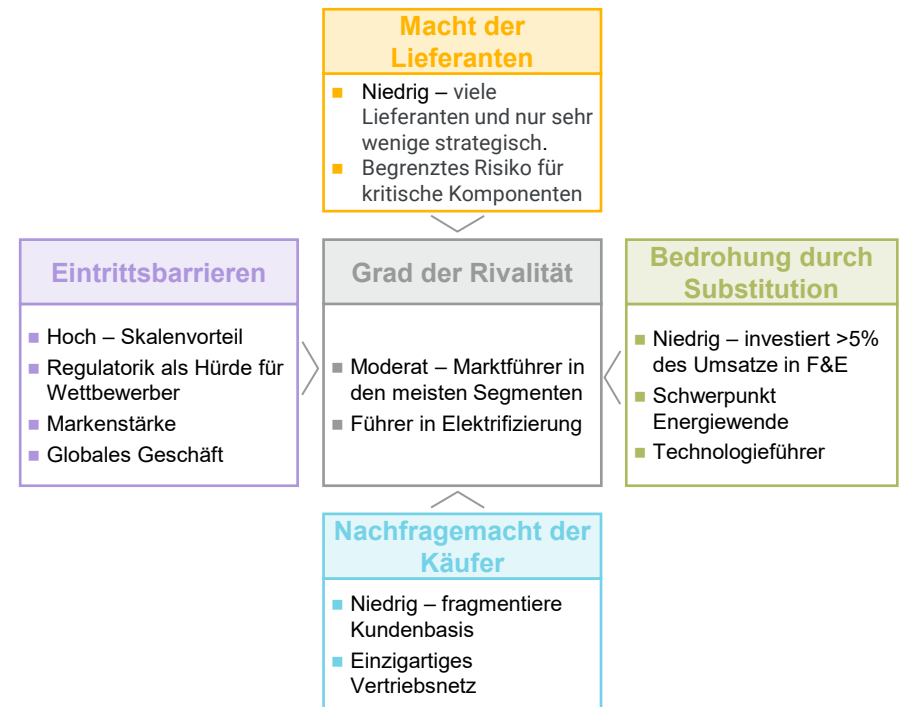 Macht der
Lieferanten
Niedrig – viele
Lieferanten und nur sehr
wenige strategisch.
Begrenztes Risiko für
kritische Komponenten
Eintrittsbarrieren
Hoch – Skalenvorteil
Regulatorik als Hürde für
Wettbewerber
Markenstärke
Globales Geschäft
Grad der Rivalität
Moderat – Marktführer in
den meisten Segmenten
Führer in Elektrifizierung
Bedrohung durch
Substitution
Niedrig – investiert >5%
des Umsatze in F&E
Schwerpunkt
Energiewende
Technologieführer
Nachfragemacht der
Käufer
Niedrig – fragmentiere
Kundenbasis
Einzigartiges
Vertriebsnetz